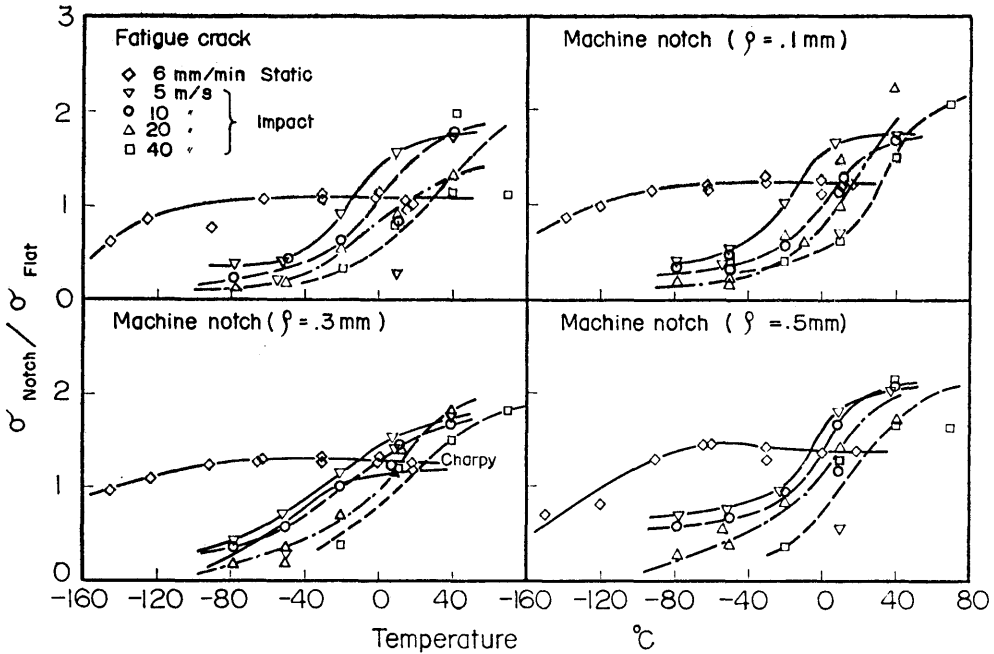 3
2
1
0
2
1
0
σ Notch / σ Flat
Fatigue crack
◇ 6 mm/min Static
▽ 5 m/s
○ 10 〃
△ 20 〃
□ 40 〃
Impact
Machine notch ( ρ = .1 mm)
Machine notch ( ρ = .3 mm )
Charpy
Machine notch ( ρ = .5 mm)
-160 -120 -80 -40 0 40 -160 -120 -80 -40 0 40 80
Temperature °C